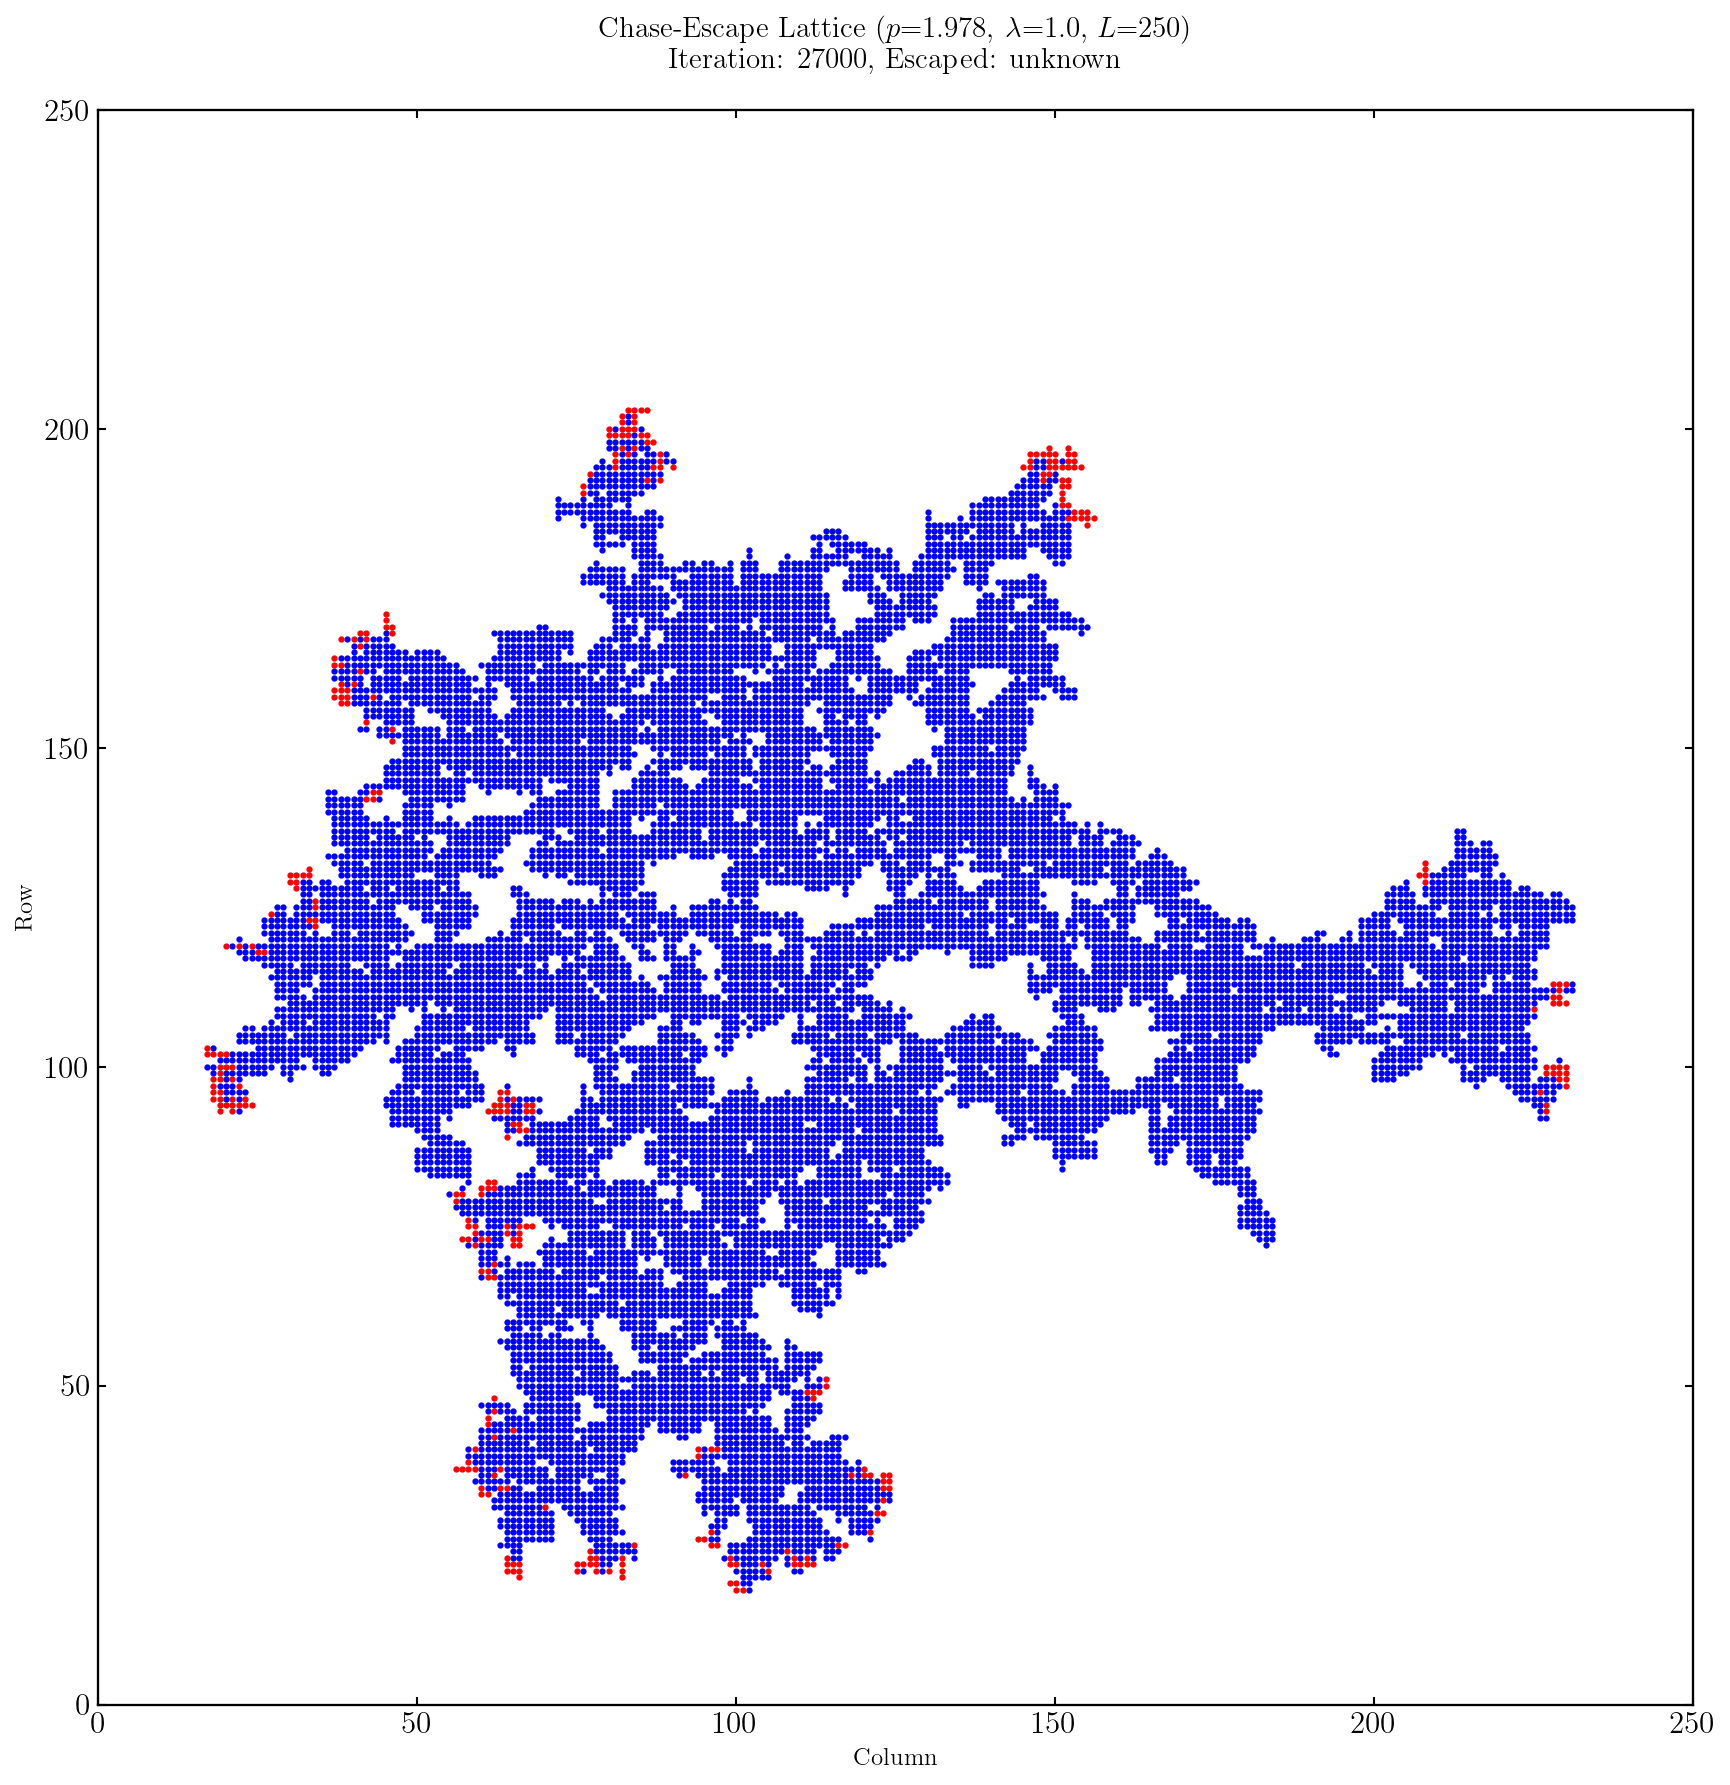 Chase-Escape Lattice (p=1.978, λ=1.0, L=250)
Iteration: 27000, Escaped: unknown
250
200
150
100
50
0
Row
0 50 100 150 200 250
Column